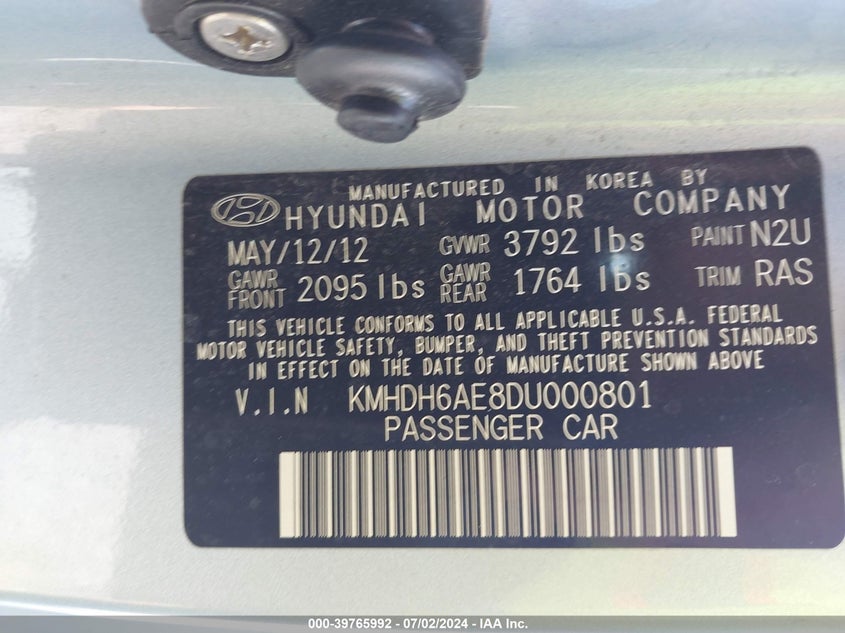 MANUFACTURED IN KOREA BY
HYUNDAI MOTOR COMPANY
MAY/12/12 GVWR 3792 lbs PAINT N2U
GAWR FRONT 2095 lbs GAWR REAR 1764 lbs TRIM RAS
THIS VEHICLE CONFORMS TO ALL APPLICABLE U.S.A. FEDERAL
MOTOR VEHICLE SAFETY, BUMPER, AND THEFT PREVENTION STANDARDS
IN EFFECT ON THE DATE OF MANUFACTURE SHOWN ABOVE
V.I.N KMHDH6AE8DU000801
PASSENGER CAR
000-39765992 - 07/02/2024 - IAA Inc.